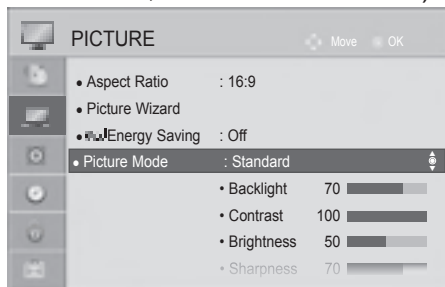 PICTURE Move OK
• Aspect Ratio : 16:9
• Picture Wizard
• Energy Saving : Off
• Picture Mode : Standard
• Backlight 70
• Contrast 100
• Brightness 50
• Sharpness 70